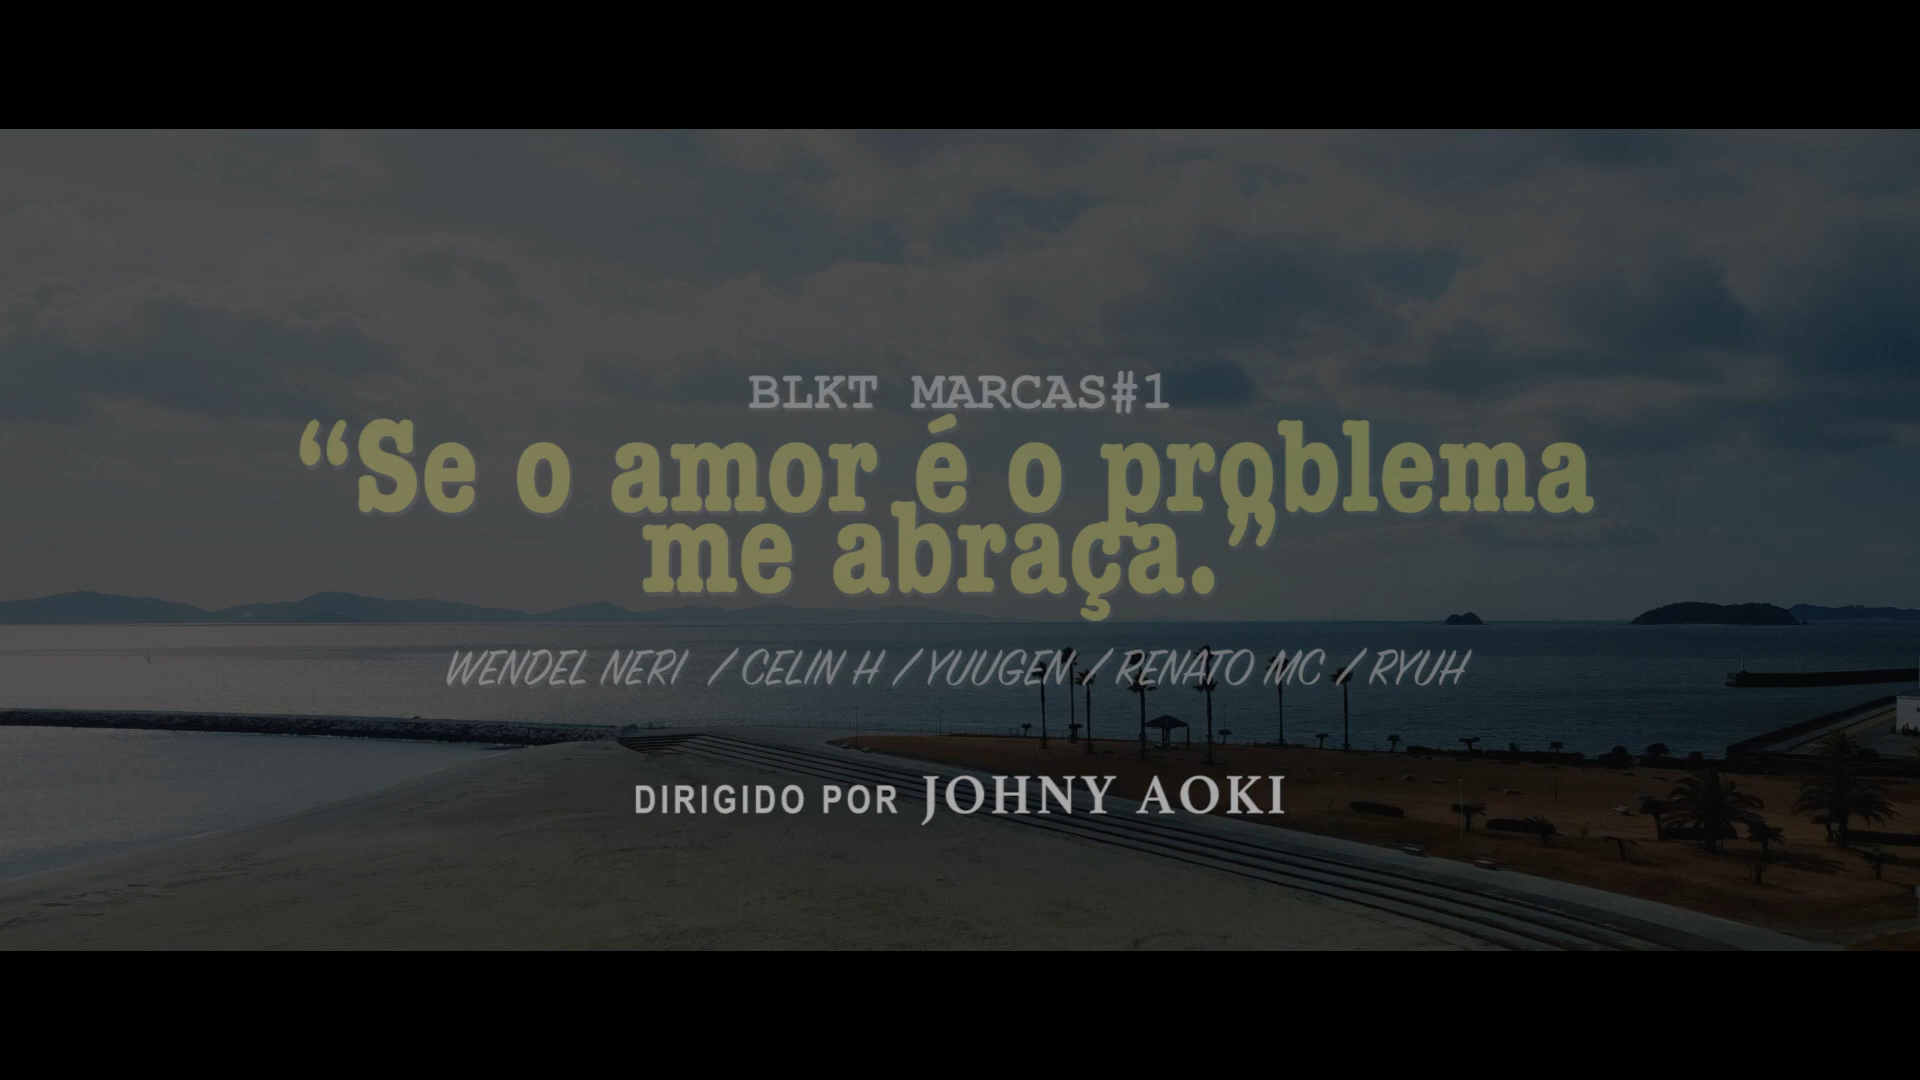 BLKT MARCAS#1
“Se o amor é o problema
me abraça.”
WENDEL NERI / CELIN H / YUUGEN / RENATO MC / RYUH
DIRIGIDO POR JOHNY AOKI